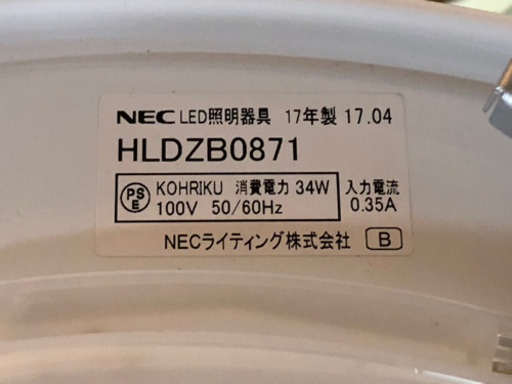 NEC LED照明器具 17年製 17.04
HLDZB0871
PSE KOHRIKU 消費電力 34W 入力電流
100V 50/60Hz 0.35A
NECライティング株式会社 B